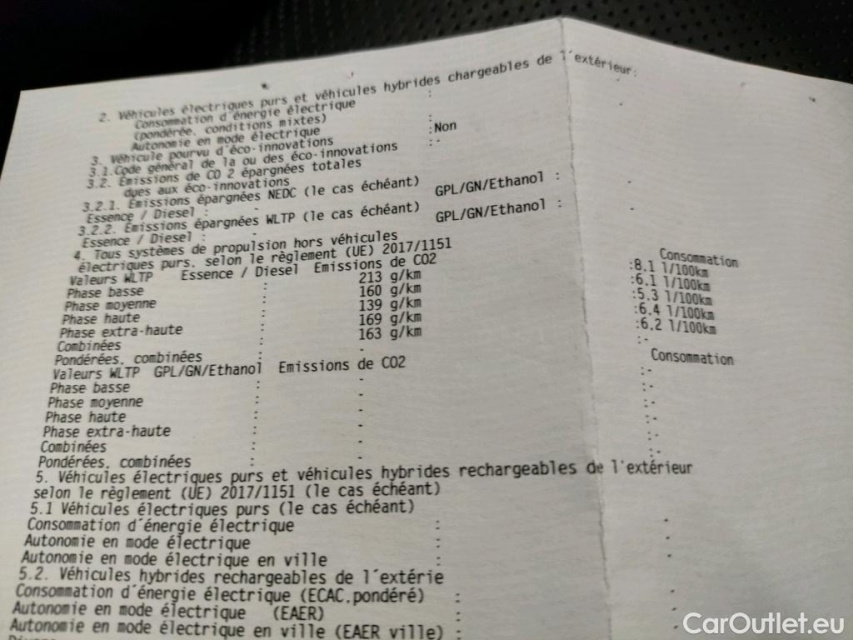 2. Véhicules électriques purs et véhicules hybrides chargeables de l'extérieur:
Consommation d'énergie électrique :
(pondérée, conditions mixtes)
Autonomie en mode électrique :
3. Véhicule pourvu d'éco-innovations :Non
3.1.Code général de la ou des éco-innovations :-
3.2. Émissions de CO 2 épargnées totales
dues aux éco-innovations
3.2.1. Émissions épargnées NEDC (le cas échéant)
Essence / Diesel : - GPL/GN/Ethanol : -
3.2.2. Émissions épargnées WLTP (le cas échéant)
Essence / Diesel : - GPL/GN/Ethanol : -
4. Tous systèmes de propulsion hors véhicules
électriques purs, selon le règlement (UE) 2017/1151
Valeurs WLTP Essence / Diesel Emissions de CO2 Consommation
Phase basse : 213 g/km :8.1 l/100km
Phase moyenne : 160 g/km :6.1 l/100km
Phase haute : 139 g/km :5.3 l/100km
Phase extra-haute : 169 g/km :6.4 l/100km
Combinées : 163 g/km :6.2 l/100km
Pondérées, combinées : - :-
Valeurs WLTP GPL/GN/Ethanol Emissions de CO2 Consommation
Phase basse : - :-
Phase moyenne : - :-
Phase haute : - :-
Phase extra-haute : - :-
Combinées : - :-
Pondérées, combinées : - :-
5. Véhicules électriques purs et véhicules hybrides rechargeables de l'extérieur
selon le règlement (UE) 2017/1151 (le cas échéant)
5.1 Véhicules électriques purs (le cas échéant)
Consommation d'énergie électrique : -
Autonomie en mode électrique : -
Autonomie en mode électrique en ville : -
5.2. Véhicules hybrides rechargeables de l'extérie
Consommation d'énergie électrique (ECAC,pondéré) : -
Autonomie en mode électrique (EAER) : -
Autonomie en mode électrique en ville (EAER ville) : -
CarOutlet.eu